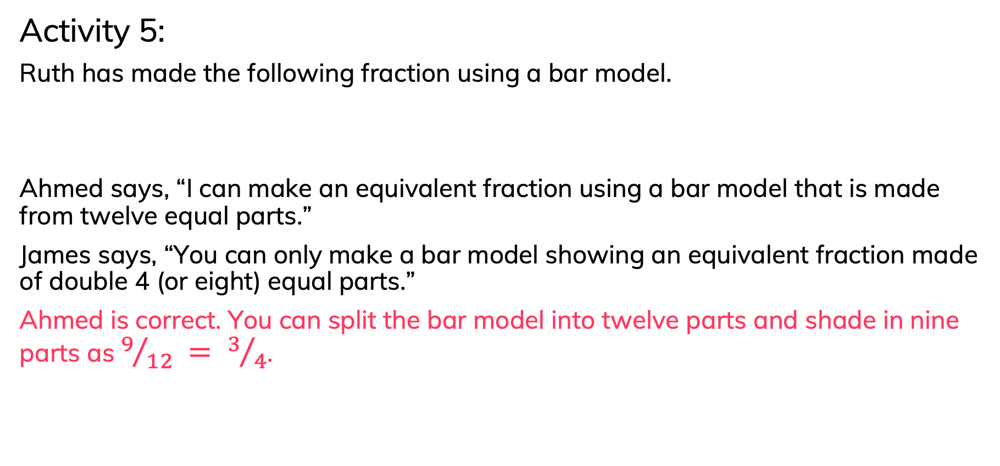 Activity 5:
Ruth has made the following fraction using a bar model.
Ahmed says, “I can make an equivalent fraction using a bar model that is made
from twelve equal parts.”
James says, “You can only make a bar model showing an equivalent fraction made
of double 4 (or eight) equal parts.”
Ahmed is correct. You can split the bar model into twelve parts and shade in nine
parts as 9/12 = 3/4.